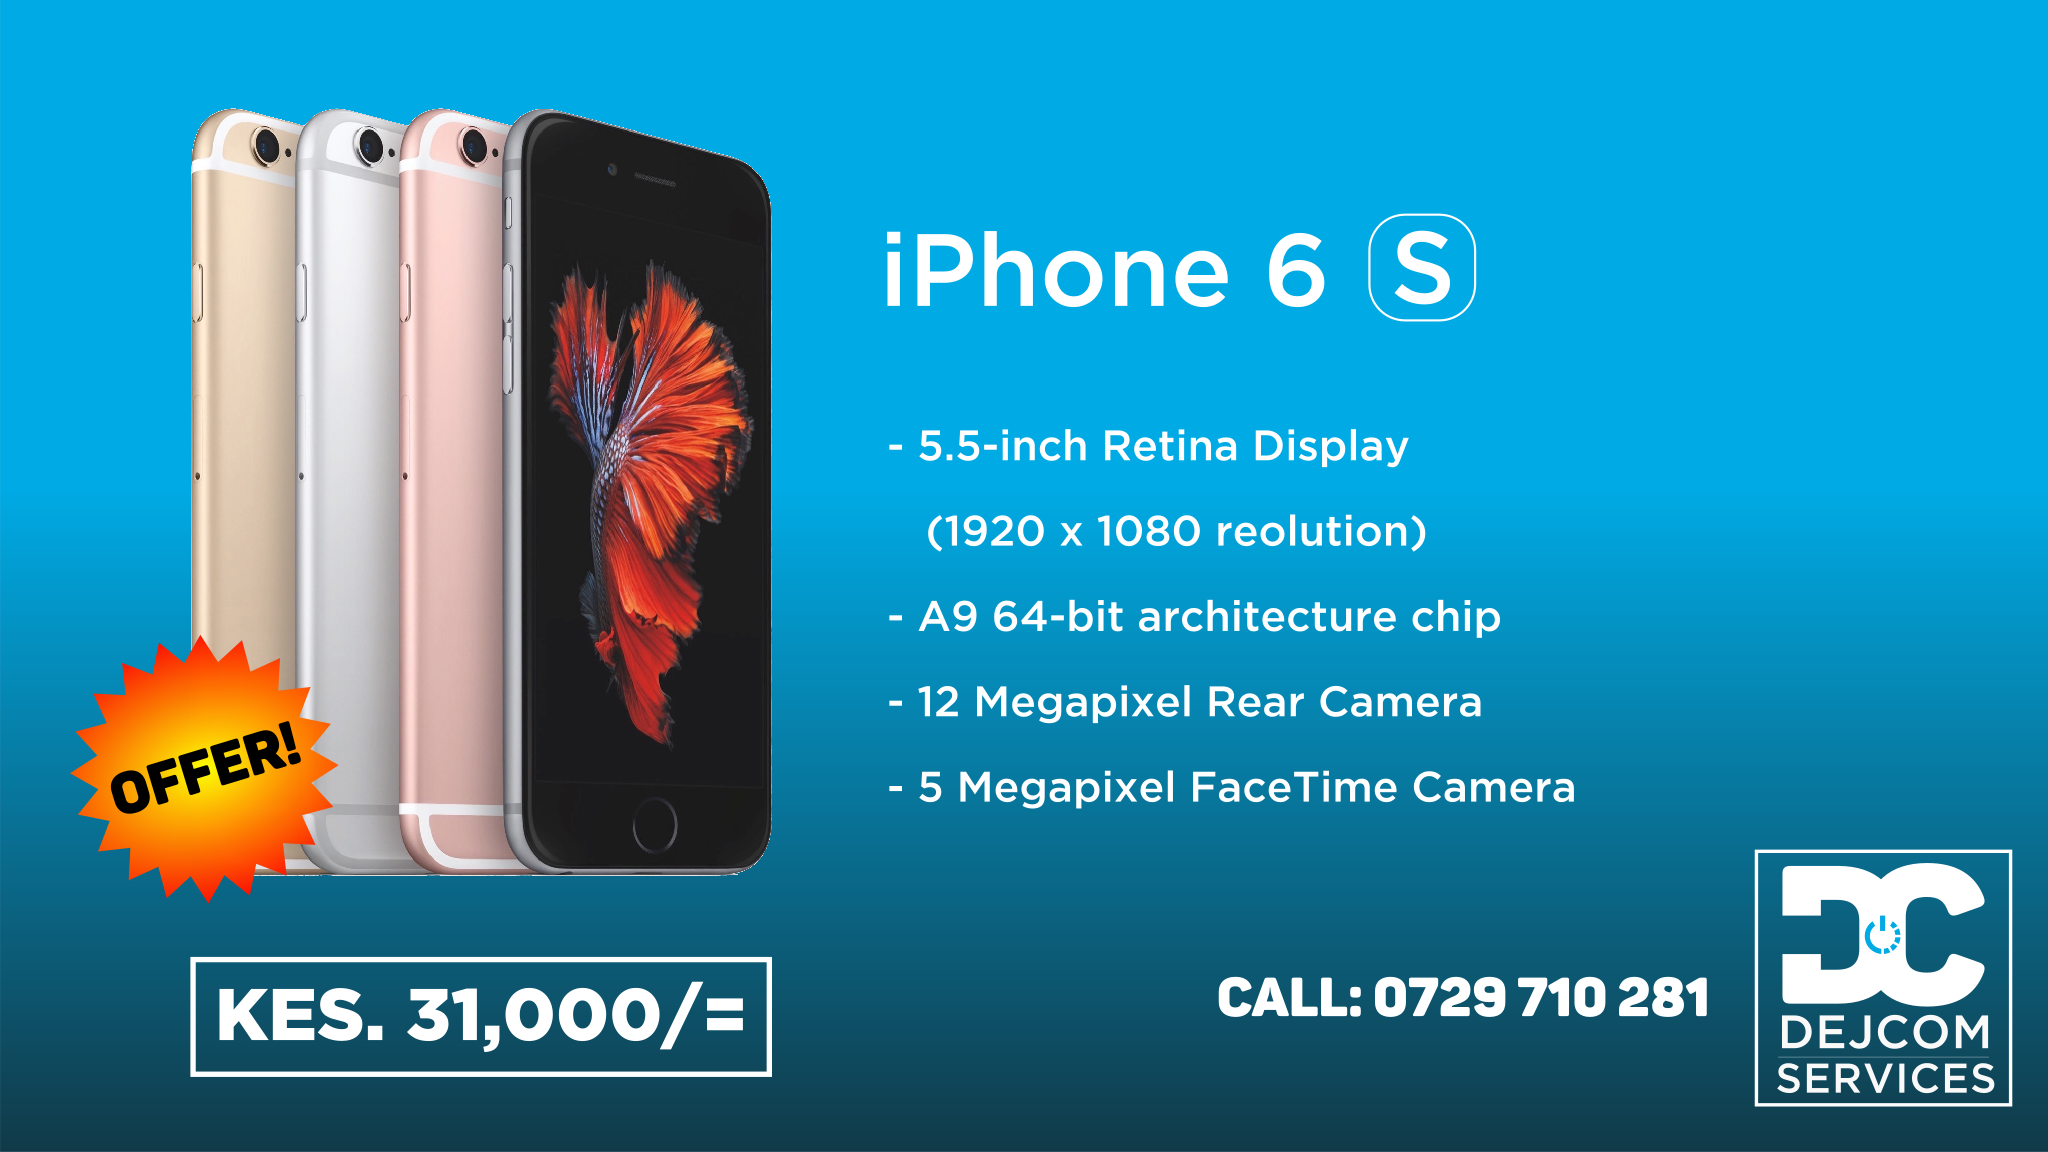 iPhone 6 S
- 5.5-inch Retina Display
(1920 x 1080 reolution)
- A9 64-bit architecture chip
- 12 Megapixel Rear Camera
- 5 Megapixel FaceTime Camera
OFFER!
KES. 31,000/=
CALL: 0729 710 281
DC
DEJCOM
SERVICES